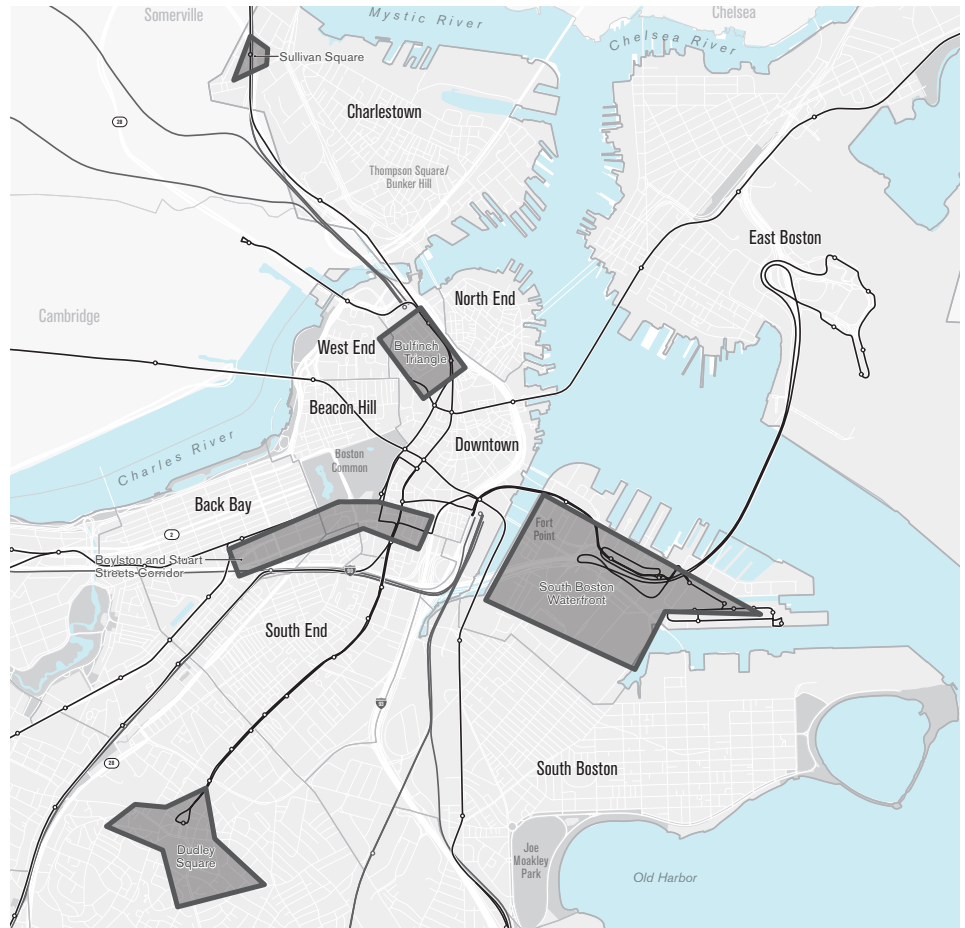 Somerville
Mystic River
Chelsea
Chelsea River
Sullivan Square
Charlestown
28
Thompson Square/
Bunker Hill
East Boston
North End
Cambridge
West End
Bulfinch
Triangle
Beacon Hill
Downtown
Charles River
Boston
Common
Back Bay
2
Fort
Point
Boylston and Stuart
Streets Corridor
South Boston
Waterfront
South End
28
South Boston
Dudley
Square
Joe
Moakley
Park
Old Harbor